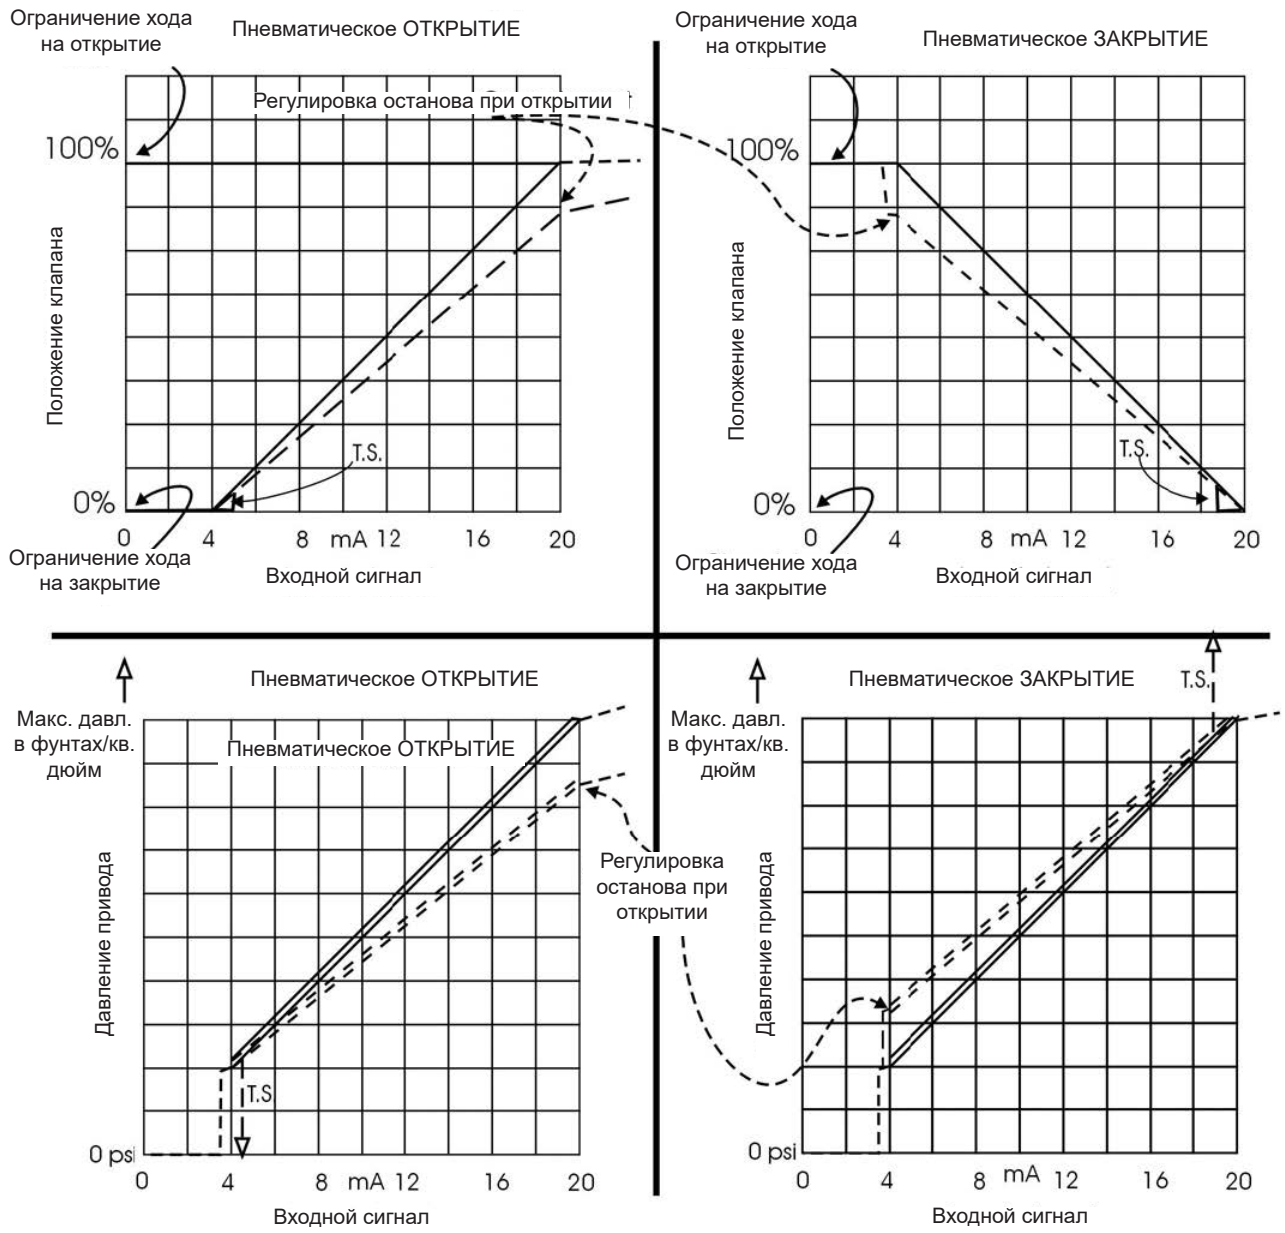 Ограничение хода
на открытие
Пневматическое ОТКРЫТИЕ
Регулировка останова при открытии
100%
Положение клапана
T.S.
0%
0
4
8
mA
12
16
20
Ограничение хода
на закрытие
Входной сигнал
Ограничение хода
на открытие
Пневматическое ЗАКРЫТИЕ
100%
Положение клапана
T.S.
0%
0
4
8
mA
12
16
20
Ограничение хода
на закрытие
Входной сигнал
Пневматическое ОТКРЫТИЕ
Макс. давл.
в фунтах/кв.
дюйм
Пневматическое ОТКРЫТИЕ
Давление привода
T.S
0 psi
0
4
8
mA
12
16
20
Входной сигнал
Регулировка
останова при
открытии
Пневматическое ЗАКРЫТИЕ
T.S.
Макс. давл.
в фунтах/кв.
дюйм
Давление привода
0 psi
0
4
8
mA
12
16
20
Входной сигнал